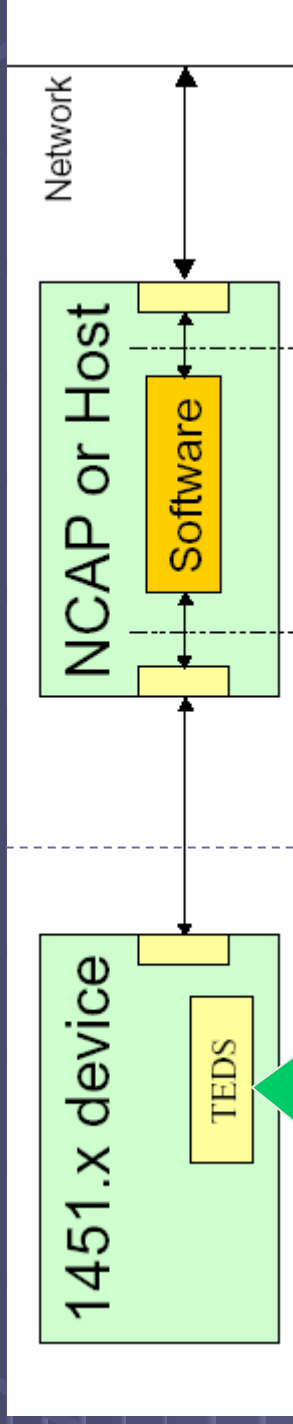 1451.x device
TEDS
NCAP or Host
Software
Network